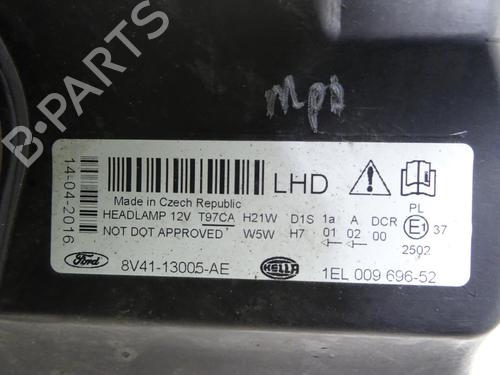 B-PARTS
mpd
14-04-2016
LHD
Made in Czech Republic
HEADLAMP 12V T97CA H21W D1S 1a A DCR PL
NOT DOT APPROVED W5W H7 01 02 00 E1 37
2502
Ford 8V41-13005-AE HELLA 1EL 009 696-52